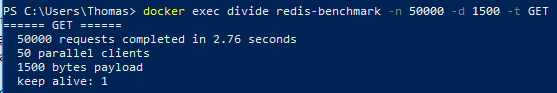 PS C:\Users\Thomas> docker exec divide redis-benchmark -n 50000 -d 1500 -t GET
====== GET ======
50000 requests completed in 2.76 seconds
50 parallel clients
1500 bytes payload
keep alive: 1